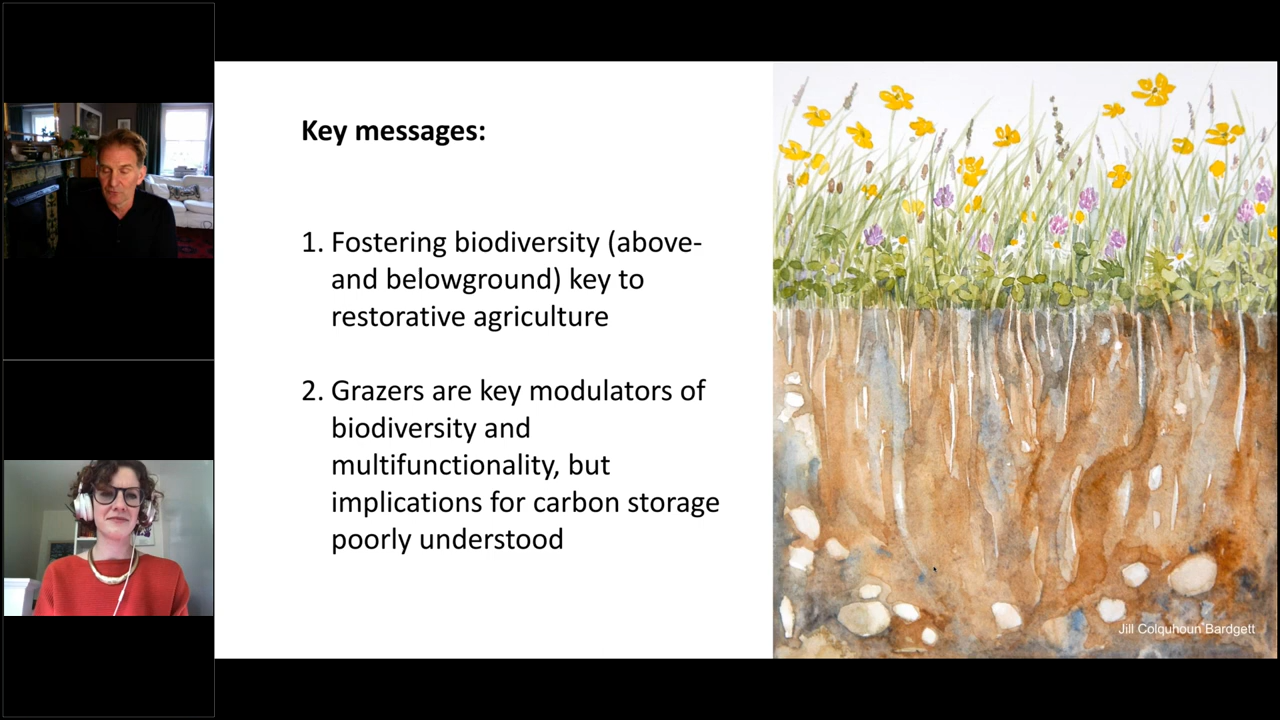 Key messages:
1. Fostering biodiversity (above-
and belowground) key to
restorative agriculture
2. Grazers are key modulators of
biodiversity and
multifunctionality, but
implications for carbon storage
poorly understood
Jill Colquhoun Bardgett